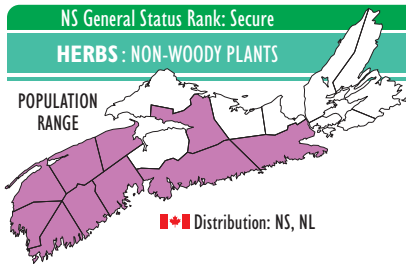 NS General Status Rank: Secure
HERBS : NON-WOODY PLANTS
POPULATION
RANGE
Distribution: NS, NL